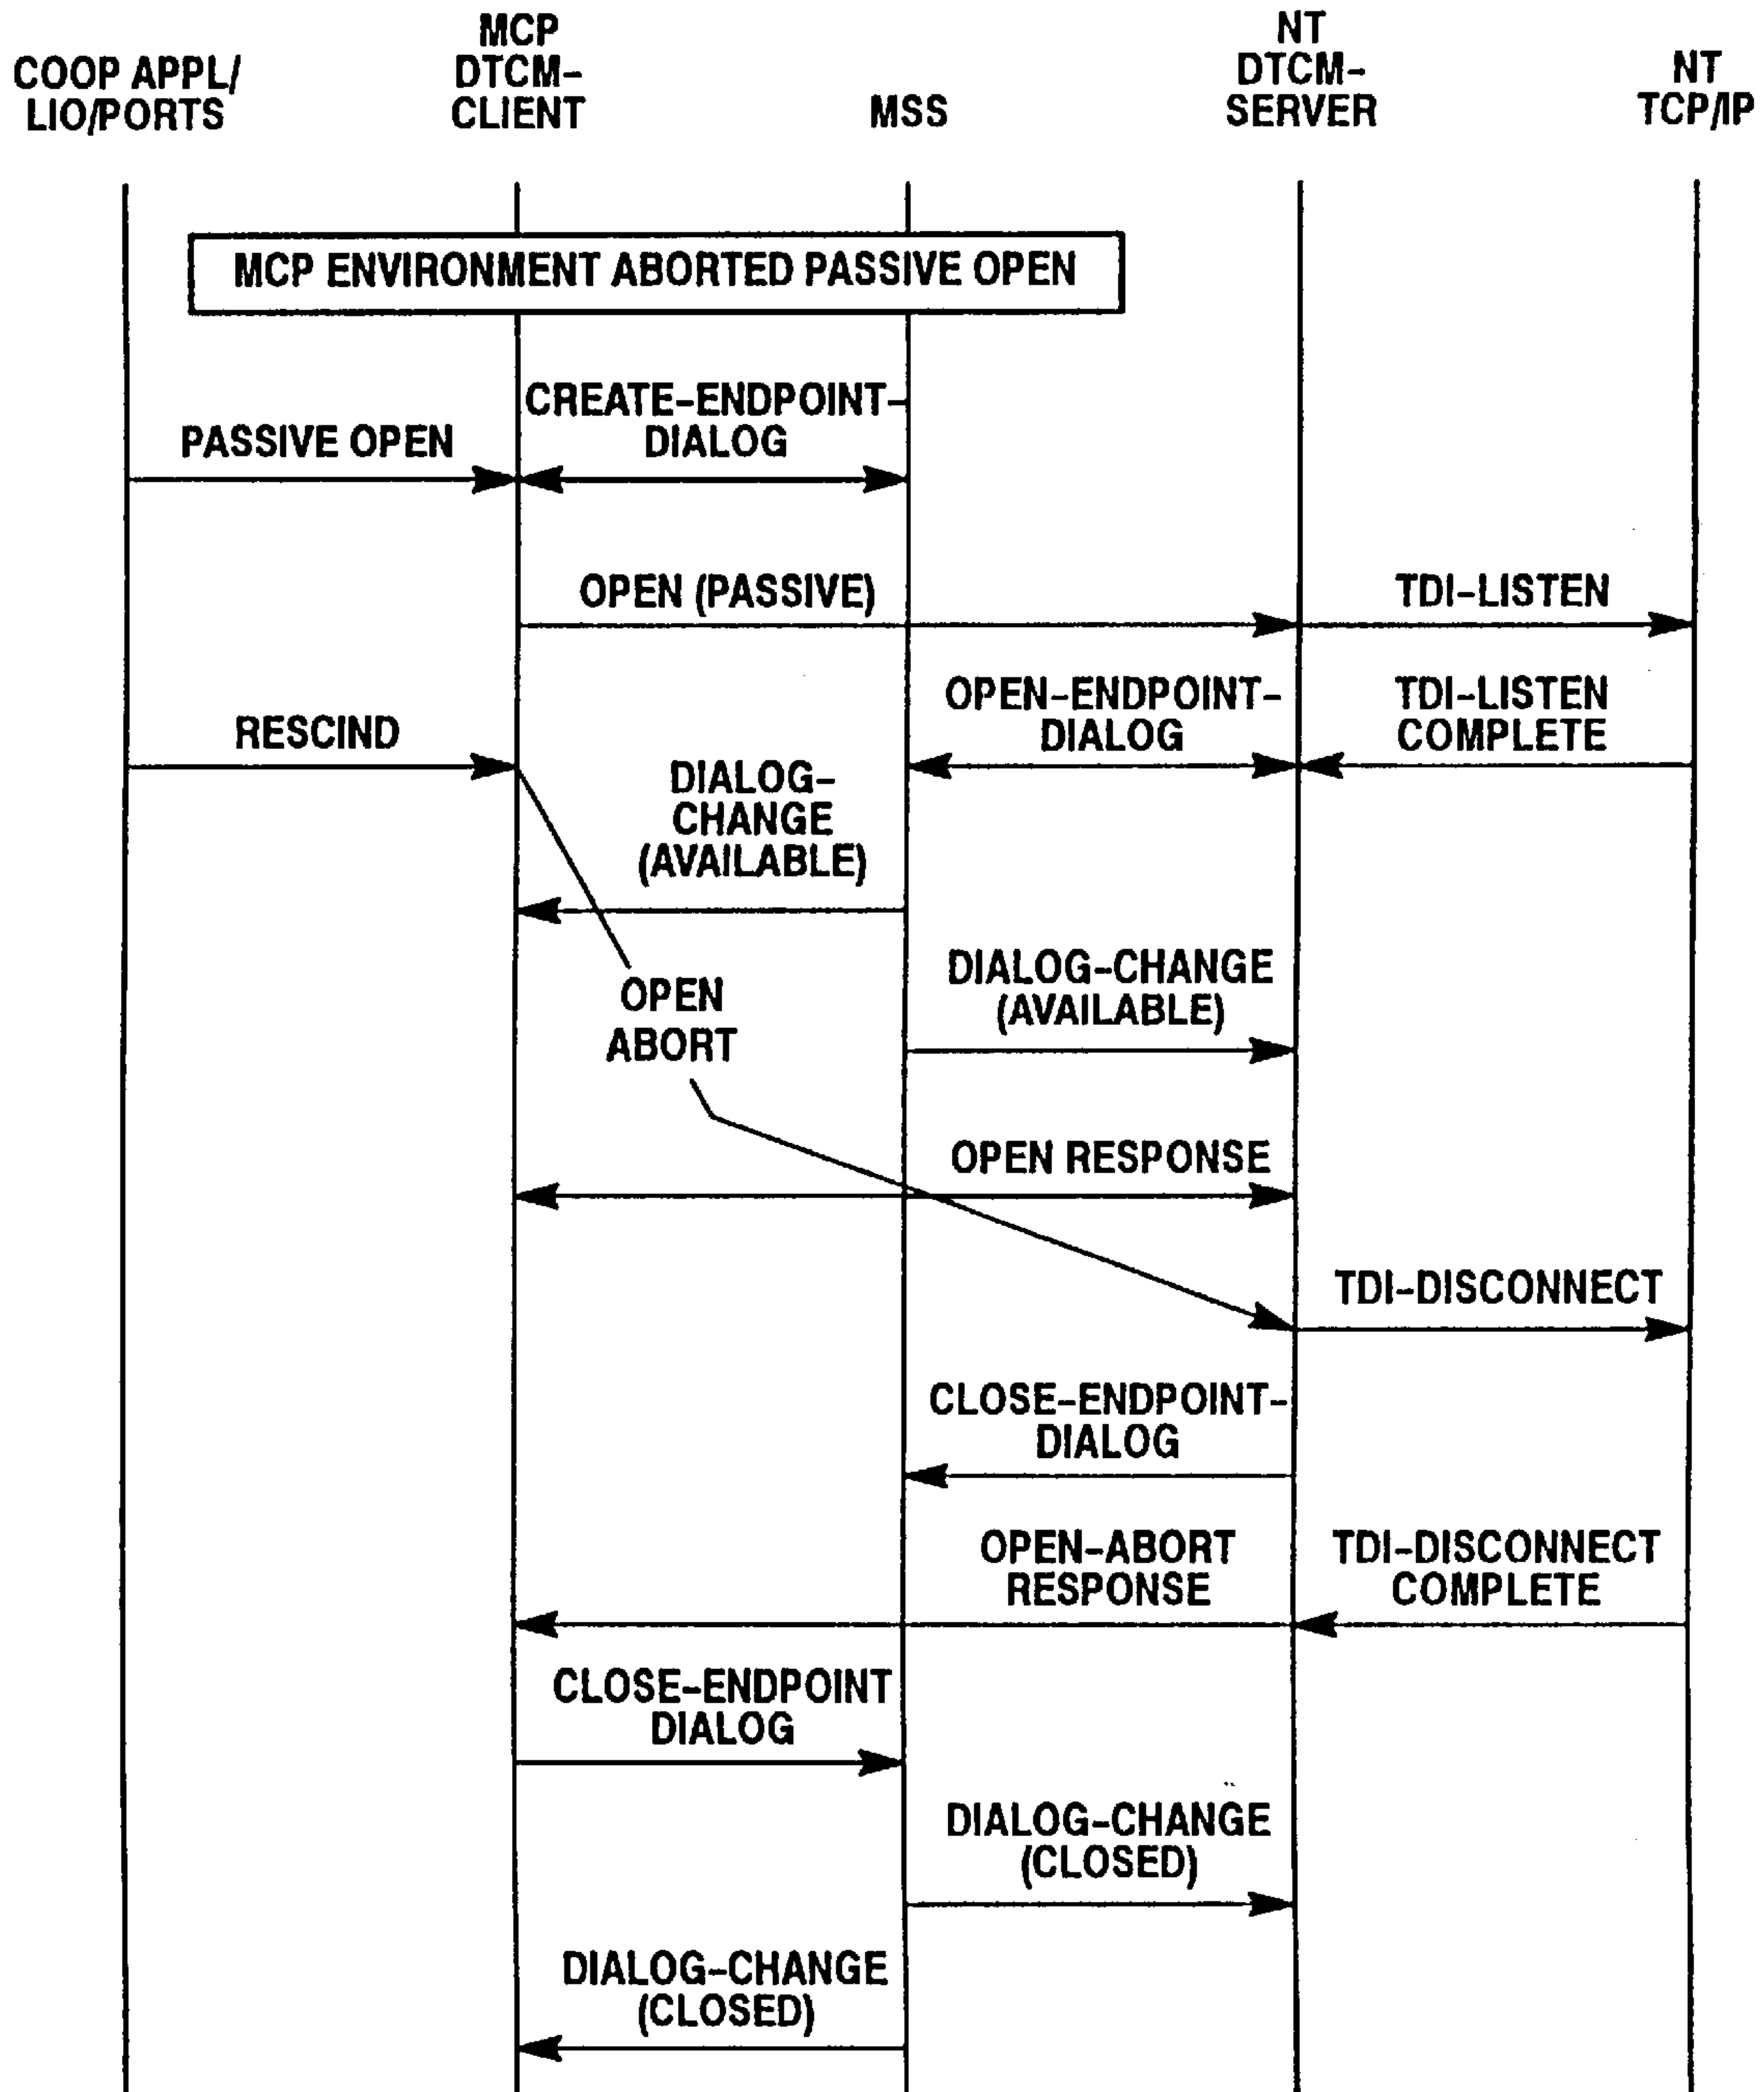 COOP APPL/
LIO/PORTS
MCP
DTCM-
CLIENT
MSS
NT
DTCM-
SERVER
NT
TCP/IP
MCP ENVIRONMENT ABORTED PASSIVE OPEN
PASSIVE OPEN
CREATE-ENDPOINT-
DIALOG
OPEN (PASSIVE)
TDI-LISTEN
RESCIND
OPEN-ENDPOINT-
DIALOG
TDI-LISTEN
COMPLETE
DIALOG-
CHANGE
(AVAILABLE)
OPEN
ABORT
DIALOG-CHANGE
(AVAILABLE)
OPEN RESPONSE
TDI-DISCONNECT
CLOSE-ENDPOINT-
DIALOG
OPEN-ABORT
RESPONSE
TDI-DISCONNECT
COMPLETE
CLOSE-ENDPOINT
DIALOG
DIALOG-CHANGE
(CLOSED)
DIALOG-CHANGE
(CLOSED)